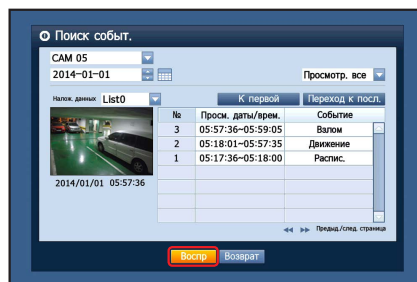 Поиск событ.
CAM 05
2014-01-01
Просмотр. все
Налож. данных List0
К первой Переход к посл.
№ Просм. даты/врем. Событие
3 05:57:36~05:59:05 Взлом
2 05:18:01~05:57:35 Движение
1 05:17:36~05:18:00 Распис.
2014/01/01 05:57:36
Предыд./след. страница
Воспр Возврат